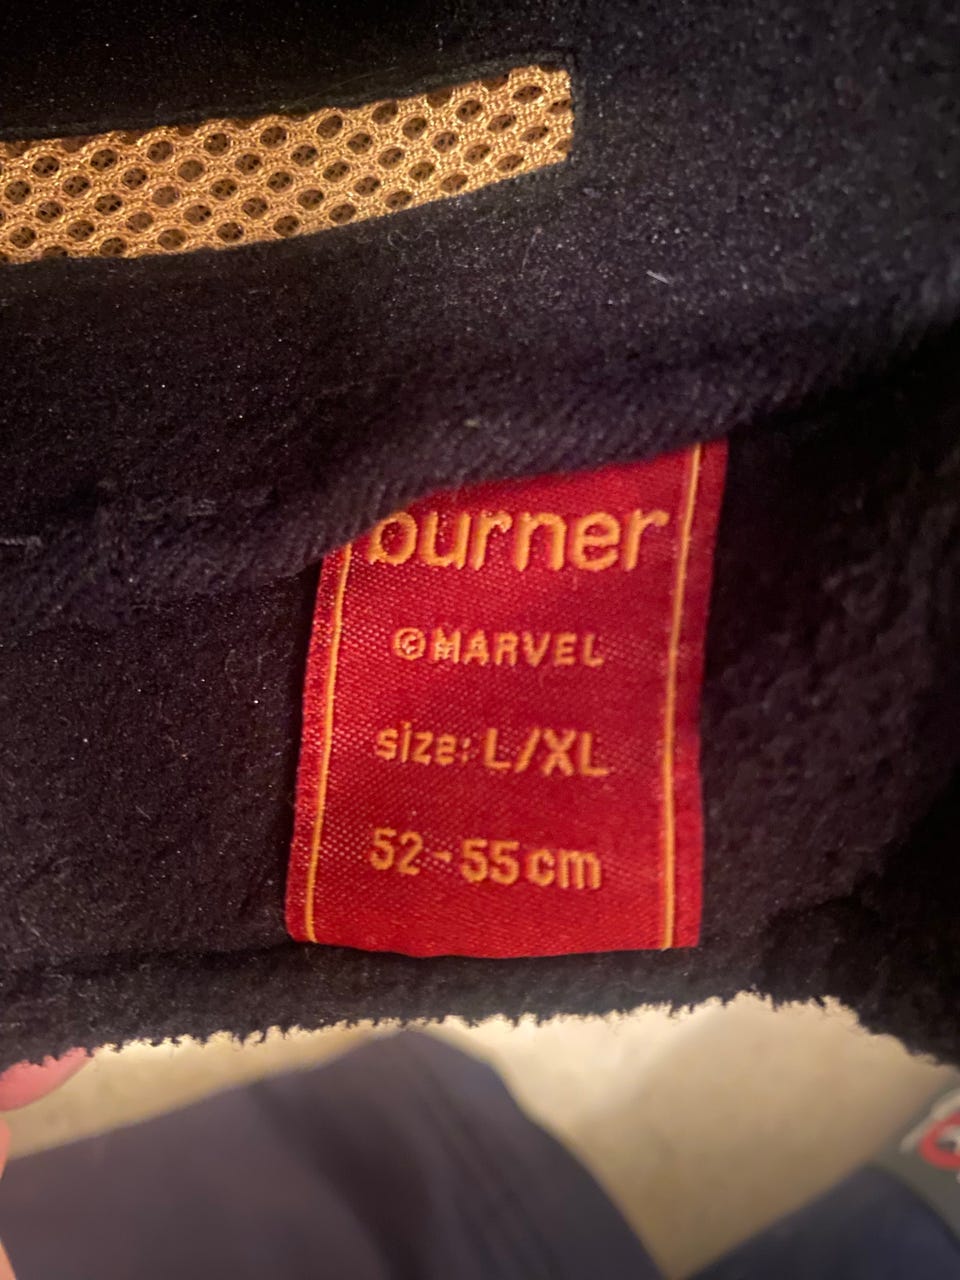 burner
©MARVEL
size: L/XL
52-55cm